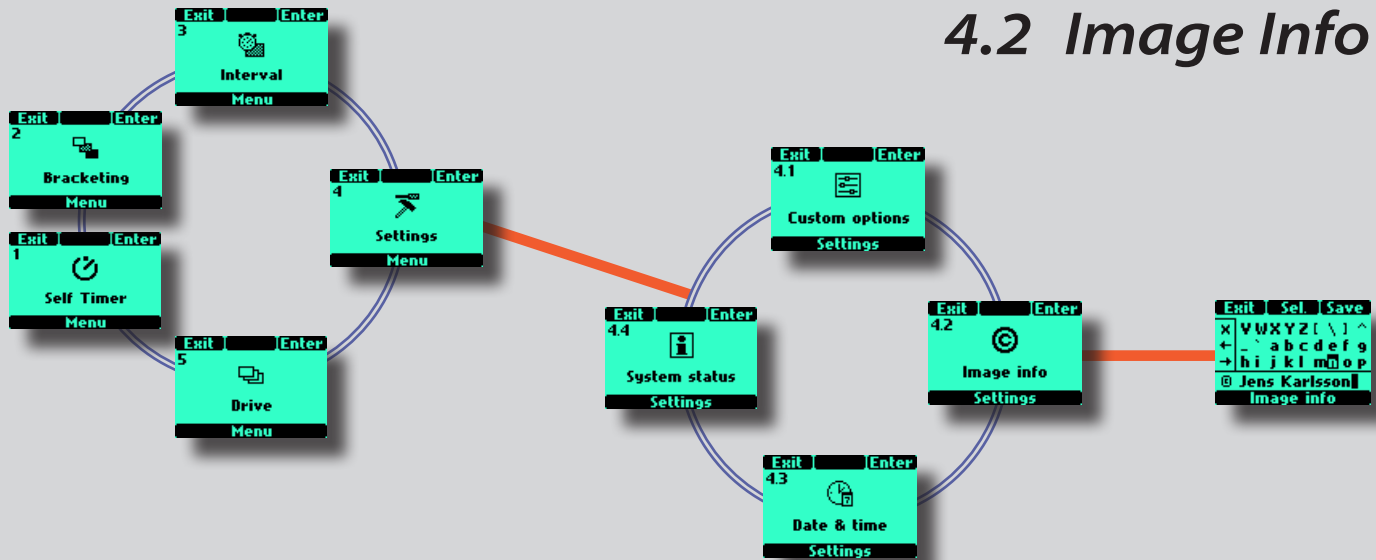 4.2 Image Info
Exit Enter
3
Interval
Menu
Exit Enter
2
Bracketing
Menu
Exit Enter
1
Self Timer
Menu
Exit Enter
4
Settings
Menu
Exit Enter
5
Drive
Menu
Exit Enter
4.1
Custom options
Settings
Exit Enter
4.4
System status
Settings
Exit Enter
4.2
©
Image info
Settings
Exit Enter
4.3
?
Date & time
Settings
Exit Sel. Save
x V W X Y Z [ \ ] ^
← _ ` a b c d e f g
→ h i j k l m n o p
© Jens Karlsson
Image info